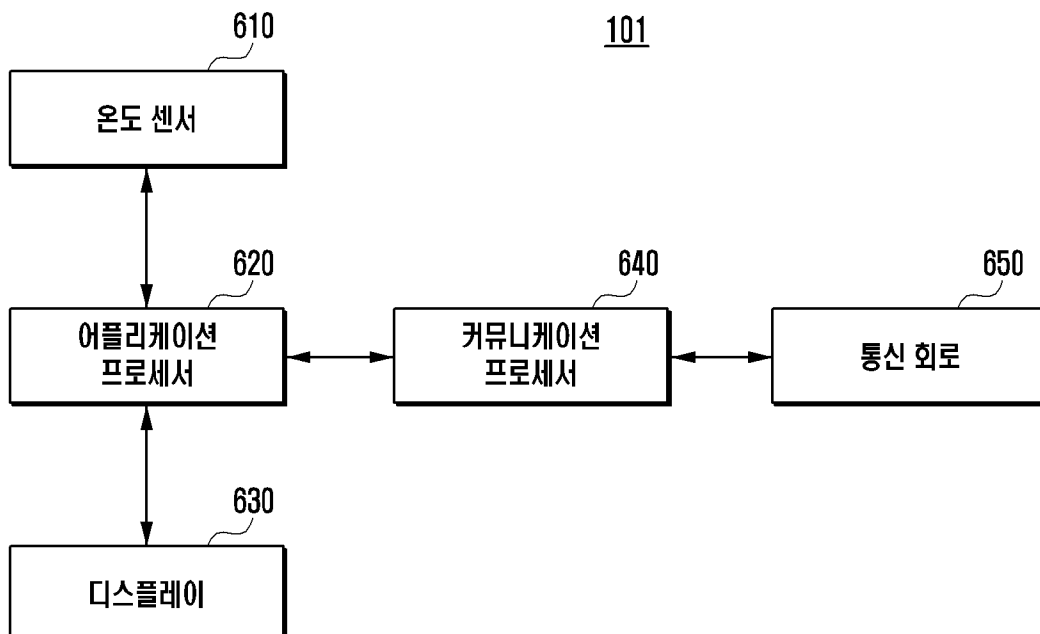 101
610
온도 센서
620
어플리케이션
프로세서
640
커뮤니케이션
프로세서
650
통신 회로
630
디스플레이